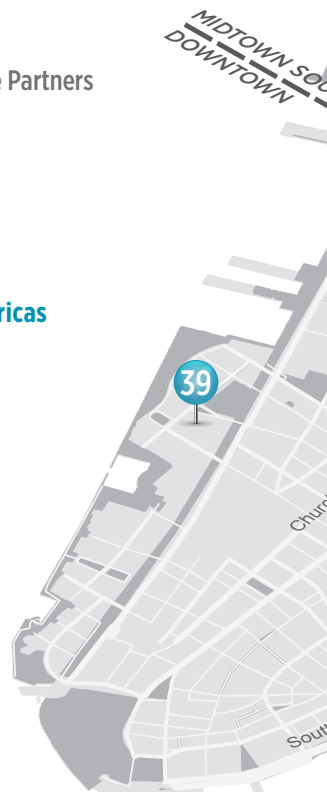 MIDTOWN SOU
DOWNTOWN
e Partners
ricas
39
Churc
South